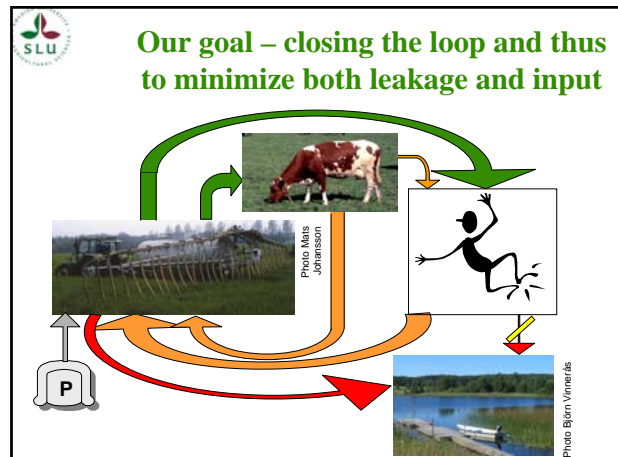 SLU
Our goal – closing the loop and thus
to minimize both leakage and input
Photo Mats
Johansson
P
Photo Björn Vinnerås